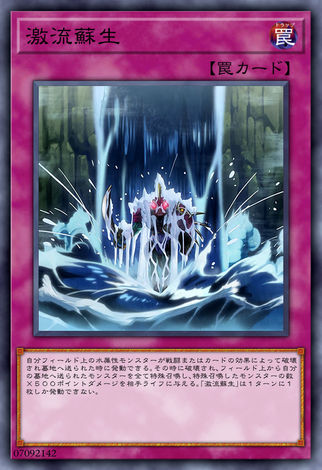 激流蘇生
トラップ
罠
【罠カード】
自分フィールド上の水属性モンスターが戦闘またはカードの効果によって破壊
され墓地へ送られた時に発動できる。その時に破壊され、フィールド上から自分
の墓地へ送られたモンスターを全て特殊召喚し、特殊召喚したモンスターの数
×５００ポイントダメージを相手ライフに与える。「激流蘇生」は１ターンに１
枚しか発動できない。
07092142